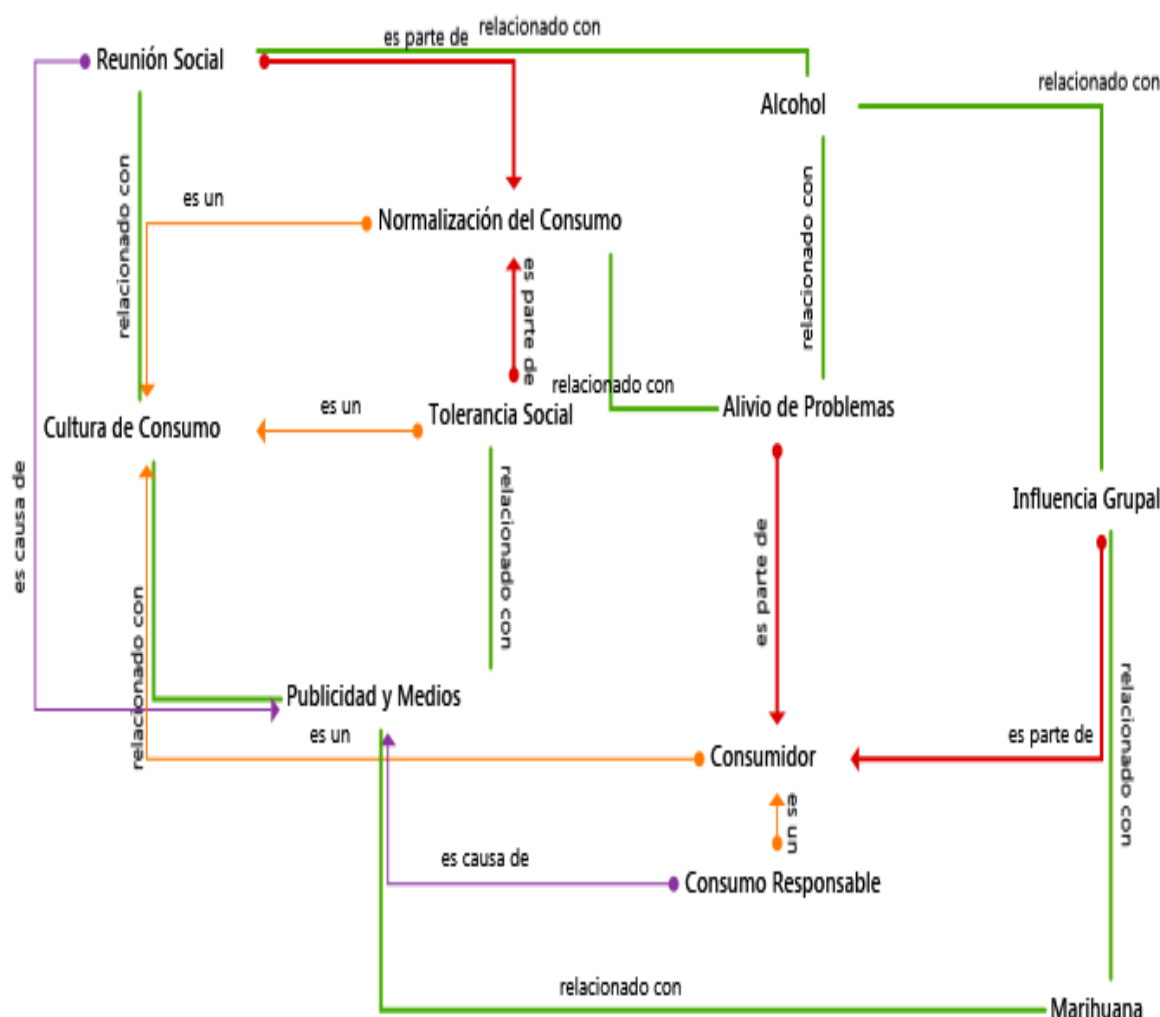 es parte de
relacionado con
Reunión Social
relacionado con
Alcohol
relacionado con
relacionado con
es un
Normalización del Consumo
es parte de
relacionado con
es un
Tolerancia Social
Alivio de Problemas
Cultura de Consumo
es causa de
relacionado con
es parte de
Influencia Grupal
relacionado con
Publicidad y Medios
es un
Consumidor
es parte de
relacionado con
es un
es causa de
Consumo Responsable
relacionado con
Marihuana